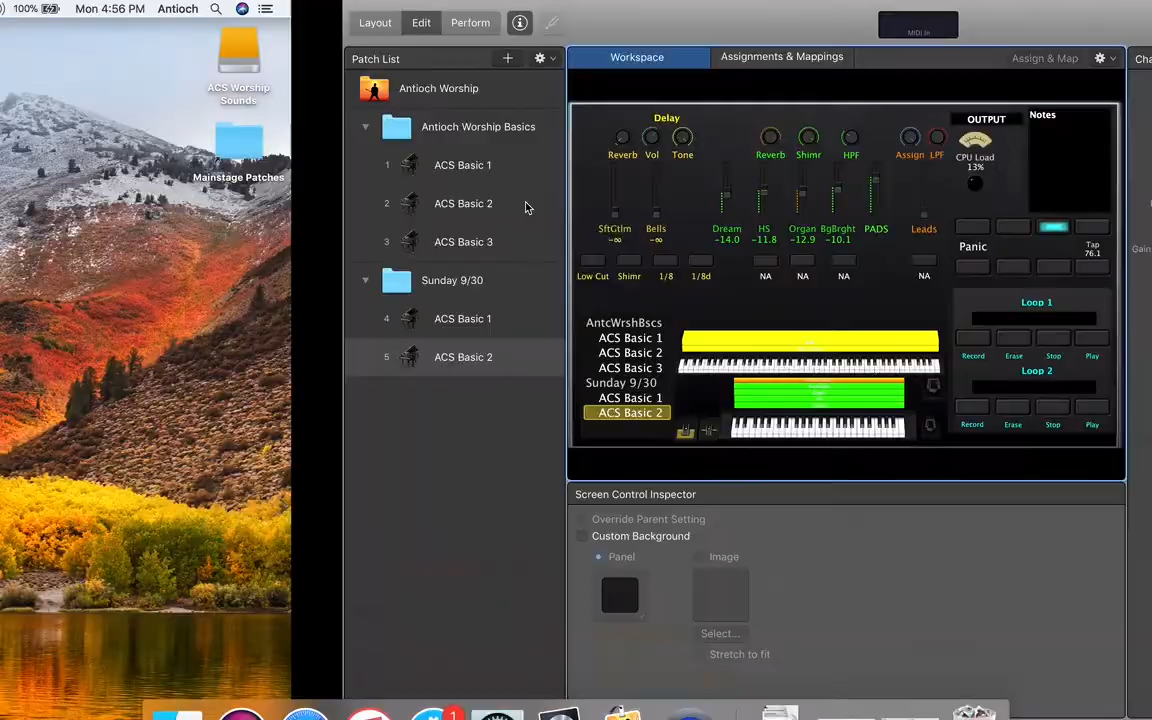 100% Mon 4:56 PM Antioch
ACS Worship
Sounds
Mainstage Patches
Layout Edit Perform
MIDI In
Patch List
Workspace
Assignments & Mappings
Assign & Map
Cha
Antioch Worship
Antioch Worship Basics
1 ACS Basic 1
2 ACS Basic 2
3 ACS Basic 3
Sunday 9/30
4 ACS Basic 1
5 ACS Basic 2
Delay
Reverb Vol Tone
Reverb Shimr HPF
Assign LPF
OUTPUT
CPU Load
13%
Notes
SftGtIm Bells
-∞ -∞
Dream HS Organ BgBrght PADS
-14.0 -11.8 -12.9 -10.1
Leads
Low Cut Shimr 1/8 1/8d
NA NA NA NA
Panic
Tap
76.1
Gain
Loop 1
Record Erase Stop Play
Loop 2
Record Erase Stop Play
AntcWrshBscs
ACS Basic 1
ACS Basic 2
ACS Basic 3
Sunday 9/30
ACS Basic 1
ACS Basic 2
Screen Control Inspector
Override Parent Setting
Custom Background
Panel Image
Select...
Stretch to fit
1